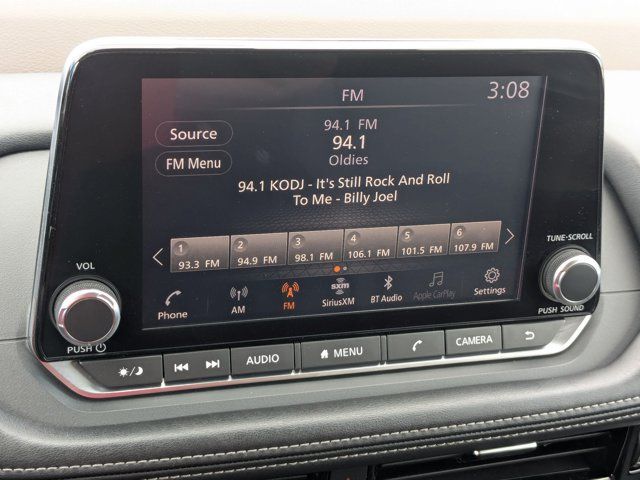 FM
3:08
Source
FM Menu
94.1 FM
94.1
Oldies
94.1 KODJ - It's Still Rock And Roll
To Me - Billy Joel
1 2 3 4 5 6
93.3 FM 94.9 FM 98.1 FM 106.1 FM 101.5 FM 107.9 FM
Phone AM FM sxm SiriusXM BT Audio Apple CarPlay Settings
VOL
PUSH
TUNE·SCROLL
PUSH SOUND
AUDIO
MENU
CAMERA